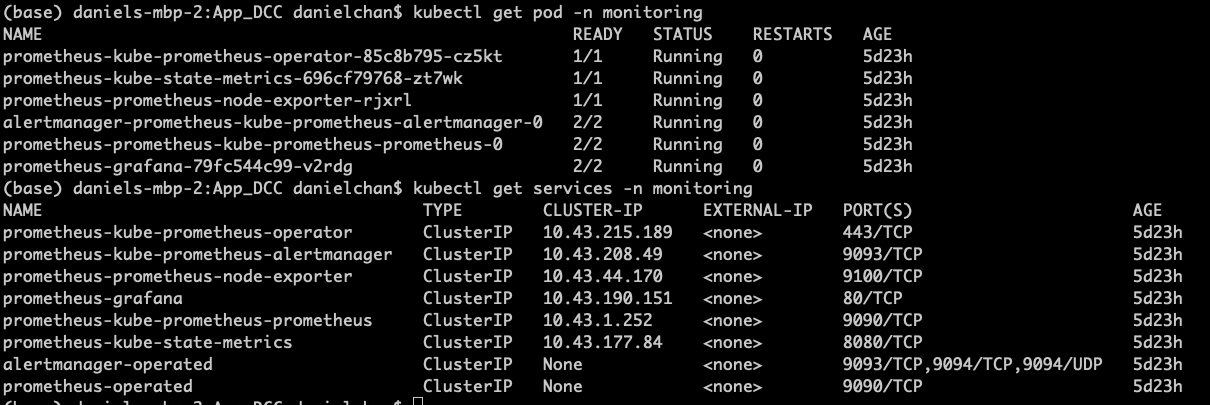 (base) daniels-mbp-2:App_DCC danielchan$ kubectl get pod -n monitoring
NAME READY STATUS RESTARTS AGE
prometheus-kube-prometheus-operator-85c8b795-cz5kt 1/1 Running 0 5d23h
prometheus-kube-state-metrics-696cf79768-zt7wk 1/1 Running 0 5d23h
prometheus-prometheus-node-exporter-rjxrl 1/1 Running 0 5d23h
alertmanager-prometheus-kube-prometheus-alertmanager-0 2/2 Running 0 5d23h
prometheus-prometheus-kube-prometheus-prometheus-0 2/2 Running 0 5d23h
prometheus-grafana-79fc544c99-v2rdg 2/2 Running 0 5d23h
(base) daniels-mbp-2:App_DCC danielchan$ kubectl get services -n monitoring
NAME TYPE CLUSTER-IP EXTERNAL-IP PORT(S) AGE
prometheus-kube-prometheus-operator ClusterIP 10.43.215.189 <none> 443/TCP 5d23h
prometheus-kube-prometheus-alertmanager ClusterIP 10.43.208.49 <none> 9093/TCP 5d23h
prometheus-prometheus-node-exporter ClusterIP 10.43.44.170 <none> 9100/TCP 5d23h
prometheus-grafana ClusterIP 10.43.190.151 <none> 80/TCP 5d23h
prometheus-kube-prometheus-prometheus ClusterIP 10.43.1.252 <none> 9090/TCP 5d23h
prometheus-kube-state-metrics ClusterIP 10.43.177.84 <none> 8080/TCP 5d23h
alertmanager-operated ClusterIP None <none> 9093/TCP,9094/TCP,9094/UDP 5d23h
prometheus-operated ClusterIP None <none> 9090/TCP 5d23h